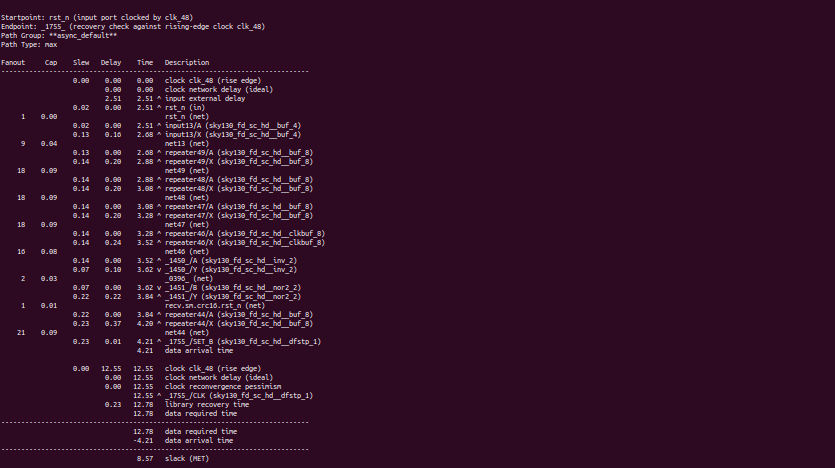 Startpoint: rst_n (input port clocked by clk_48)
Endpoint: _1755_ (recovery check against rising-edge clock clk_48)
Path Group: **async_default**
Path Type: max
Fanout Cap Slew Delay Time Description
-----------------------------------------------------------------------------
0.00 0.00 0.00 clock clk_48 (rise edge)
0.00 0.00 clock network delay (ideal)
2.51 2.51 ^ input external delay
0.02 0.00 2.51 ^ rst_n (in)
1 0.00 rst_n (net)
0.02 0.00 2.51 ^ input13/A (sky130_fd_sc_hd__buf_4)
0.13 0.16 2.68 ^ input13/X (sky130_fd_sc_hd__buf_4)
9 0.04 net13 (net)
0.13 0.00 2.68 ^ repeater49/A (sky130_fd_sc_hd__buf_8)
0.14 0.20 2.88 ^ repeater49/X (sky130_fd_sc_hd__buf_8)
18 0.09 net49 (net)
0.14 0.00 2.88 ^ repeater48/A (sky130_fd_sc_hd__buf_8)
0.14 0.20 3.08 ^ repeater48/X (sky130_fd_sc_hd__buf_8)
18 0.09 net48 (net)
0.14 0.00 3.08 ^ repeater47/A (sky130_fd_sc_hd__buf_8)
0.14 0.20 3.28 ^ repeater47/X (sky130_fd_sc_hd__buf_8)
18 0.09 net47 (net)
0.14 0.00 3.28 ^ repeater46/A (sky130_fd_sc_hd__clkbuf_8)
0.14 0.24 3.52 ^ repeater46/X (sky130_fd_sc_hd__clkbuf_8)
16 0.08 net46 (net)
0.14 0.00 3.52 ^ _1450_/A (sky130_fd_sc_hd__inv_2)
0.07 0.10 3.62 v _1450_/Y (sky130_fd_sc_hd__inv_2)
2 0.03 _0396_ (net)
0.07 0.00 3.62 v _1451_/B (sky130_fd_sc_hd__nor2_2)
0.22 0.22 3.84 ^ _1451_/Y (sky130_fd_sc_hd__nor2_2)
1 0.01 recv.sm.crc16.rst_n (net)
0.22 0.00 3.84 ^ repeater44/A (sky130_fd_sc_hd__buf_8)
0.23 0.37 4.20 ^ repeater44/X (sky130_fd_sc_hd__buf_8)
21 0.09 net44 (net)
0.23 0.01 4.21 ^ _1755_/SET_B (sky130_fd_sc_hd__dfstp_1)
4.21 data arrival time
0.00 12.55 12.55 clock clk_48 (rise edge)
0.00 12.55 clock network delay (ideal)
0.00 12.55 clock reconvergence pessimism
12.55 ^ _1755_/CLK (sky130_fd_sc_hd__dfstp_1)
0.23 12.78 library recovery time
12.78 data required time
-----------------------------------------------------------------------------
12.78 data required time
-4.21 data arrival time
-----------------------------------------------------------------------------
8.57 slack (MET)